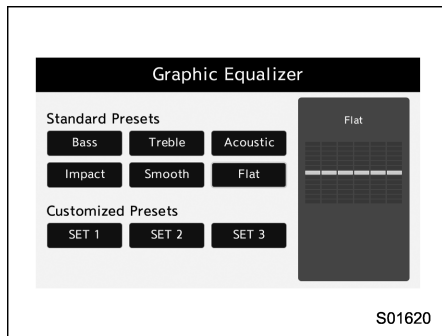 Graphic Equalizer
Standard Presets
Flat
Bass Treble Acoustic
Impact Smooth Flat
Customized Presets
SET 1 SET 2 SET 3
S01620